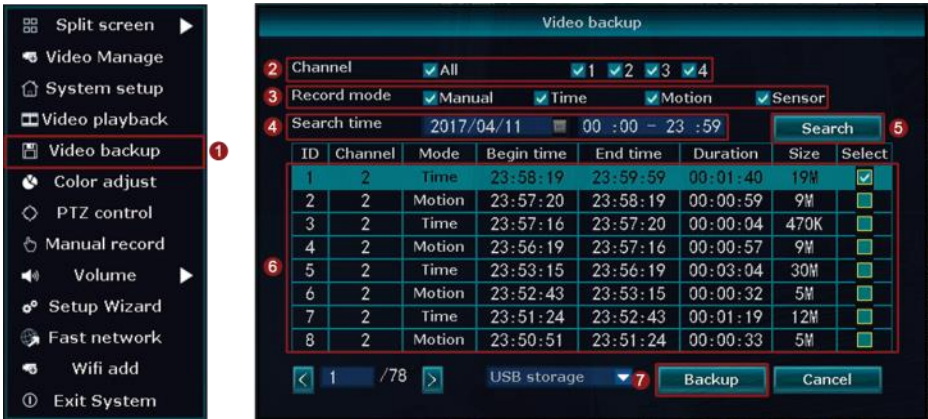 Split screen
Video Manage
System setup
Video playback
Video backup 1
Color adjust
PTZ control
Manual record
Volume
Setup Wizard
Fast network
Wifi add
Exit System
Video backup
2 Channel All 1 2 3 4
3 Record mode Manual Time Motion Sensor
4 Search time 2017/04/11 00 :00 - 23 :59 Search 5
ID Channel Mode Begin time End time Duration Size Select
1 2 Time 23:58:19 23:59:59 00:01:40 19M
2 2 Motion 23:57:20 23:58:19 00:00:59 9M
3 2 Time 23:57:16 23:57:20 00:00:04 470K
4 2 Motion 23:56:19 23:57:16 00:00:57 9M
6
5 2 Time 23:53:15 23:56:19 00:03:04 30M
6 2 Motion 23:52:43 23:53:15 00:00:32 5M
7 2 Time 23:51:24 23:52:43 00:01:19 12M
8 2 Motion 23:50:51 23:51:24 00:00:33 5M
< 1 /78 > USB storage 7 Backup Cancel